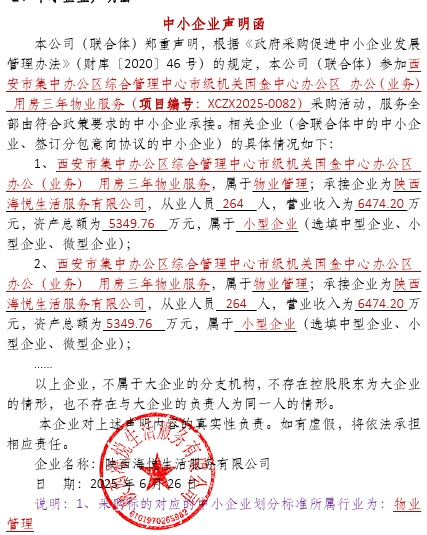 中小企业声明函
本公司（联合体）郑重声明，根据《政府采购促进中小企业发展
管理办法》（财库〔2020〕46 号）的规定，本公司（联合体）参加西
安市集中办公区综合管理中心市级机关国金中心办公区 办公（业务）
用房三年物业服务（项目编号：XCZX2025-0082）采购活动，服务全
部由符合政策要求的中小企业承接。相关企业（含联合体中的中小企
业、签订分包意向协议的中小企业）的具体情况如下：
1、西安市集中办公区综合管理中心市级机关国金中心办公区
办公（业务） 用房三年物业服务，属于物业管理；承接企业为陕西
海悦生活服务有限公司，从业人员 264 人，营业收入为 6474.20 万
元，资产总额为 5349.76 万元，属于 小型企业（选填中型企业、小
型企业、微型企业）；
2、西安市集中办公区综合管理中心市级机关国金中心办公区
办公（业务） 用房三年物业服务，属于物业管理；承接企业为陕西
海悦生活服务有限公司，从业人员 264 人，营业收入为 6474.20 万
元，资产总额为 5349.76 万元，属于 小型企业（选填中型企业、小
型企业、微型企业）；
……
以上企业，不属于大企业的分支机构，不存在控股股东为大企业
的情形，也不存在与大企业的负责人为同一人的情形。
本企业对上述声明内容的真实性负责。如有虚假，将依法承担
相应责任。
企业名称：陕西海悦生活服务有限公司
日 期：2025 年 6 月 26 日
陕西海悦生活服务有限公司
说明：1、采购标的对应的中小企业划分标准所属行业为：物业
管理